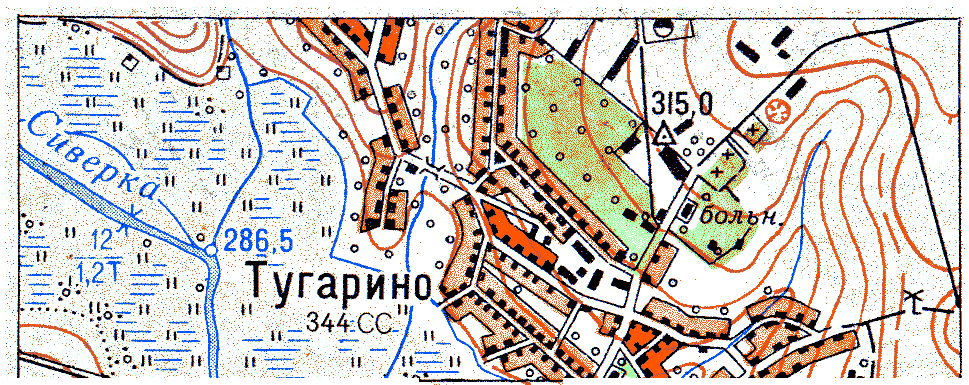 315.0
Сиверка
больн.
12
1,2Т
286.5
Тугарино
344 СС